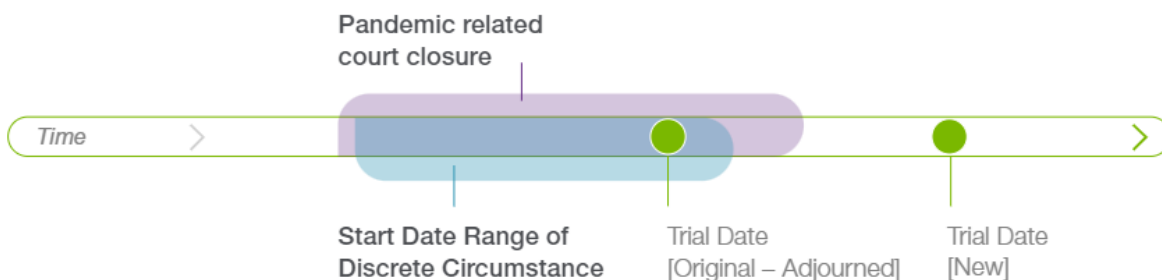 Pandemic related
court closure
Time
Start Date Range of
Discrete Circumstance
Trial Date
[Original – Adjourned]
Trial Date
[New]